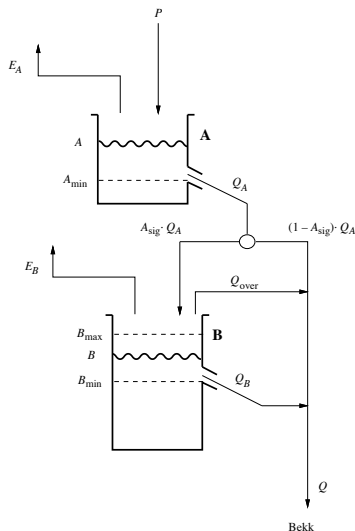 P
E_A
A
A
A_min
Q_A
A_sig · Q_A
(1 – A_sig) · Q_A
E_B
Q_over
B_max
B
B
B_min
Q_B
Q
Bekk